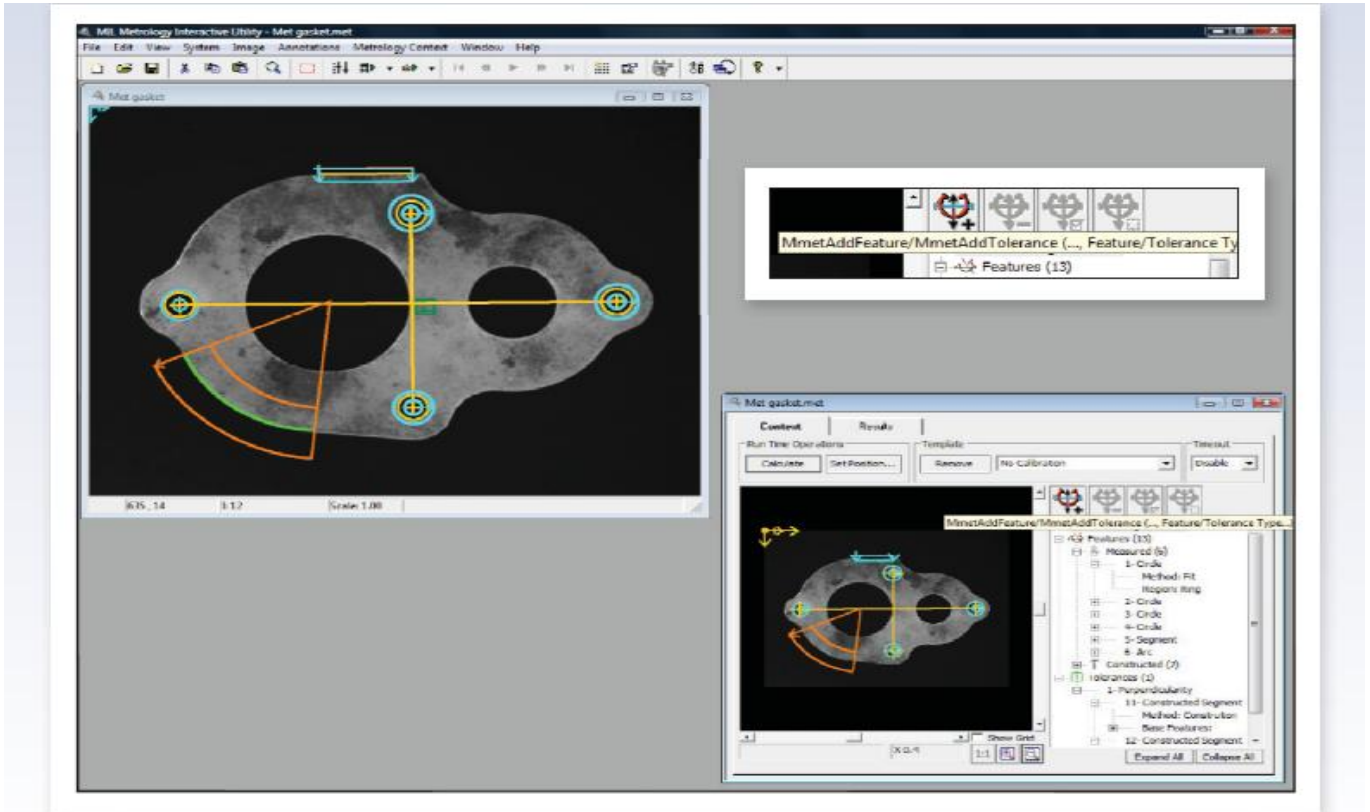 MIL Metrology Interactive Utility - Met gasket.met
File Edit View System Image Annotations Metrology Context Window Help
Met gasket
635, 14 1:12 Scale: 1.00
MmetAddFeature/MmetAddTolerance (..., Feature/Tolerance Ty
Features (13)
Met gasket.met
Context Results
Run Time Operations Template Timeout
Calculate Set Position... Remove No Calibration Disable
MmetAddFeature/MmetAddTolerance (..., Feature/Tolerance Type...)
Features (13)
Measured (6)
1- Circle
Method: Fit
Region: Ring
2- Circle
3- Circle
4- Circle
5- Segment
6- Arc
Constructed (7)
Tolerances (1)
1- Perpendicularity
11- Constructed Segment
Method: Construction
Base Features:
12- Constructed Segment
Show Grid
X 0.4
1:1
Expand All Collapse All